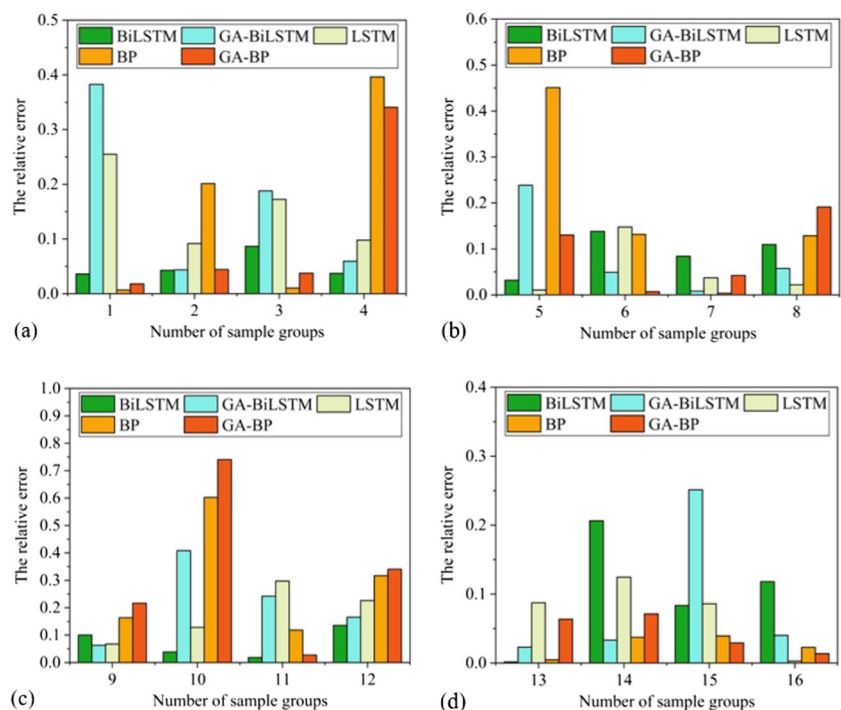 0.5
BiLSTM GA-BiLSTM LSTM
BP GA-BP
0.4
0.3
0.2
0.1
0.0
The relative error
1 2 3 4
Number of sample groups
(a)
0.6
BiLSTM GA-BiLSTM LSTM
BP GA-BP
0.5
0.4
0.3
0.2
0.1
0.0
The relative error
5 6 7 8
Number of sample groups
(b)
1.0
BiLSTM GA-BiLSTM LSTM
BP GA-BP
0.9
0.8
0.7
0.6
0.5
0.4
0.3
0.2
0.1
0.0
The relative error
9 10 11 12
Number of sample groups
(c)
0.4
BiLSTM GA-BiLSTM LSTM
BP GA-BP
0.3
0.2
0.1
0.0
The relative error
13 14 15 16
Number of sample groups
(d)